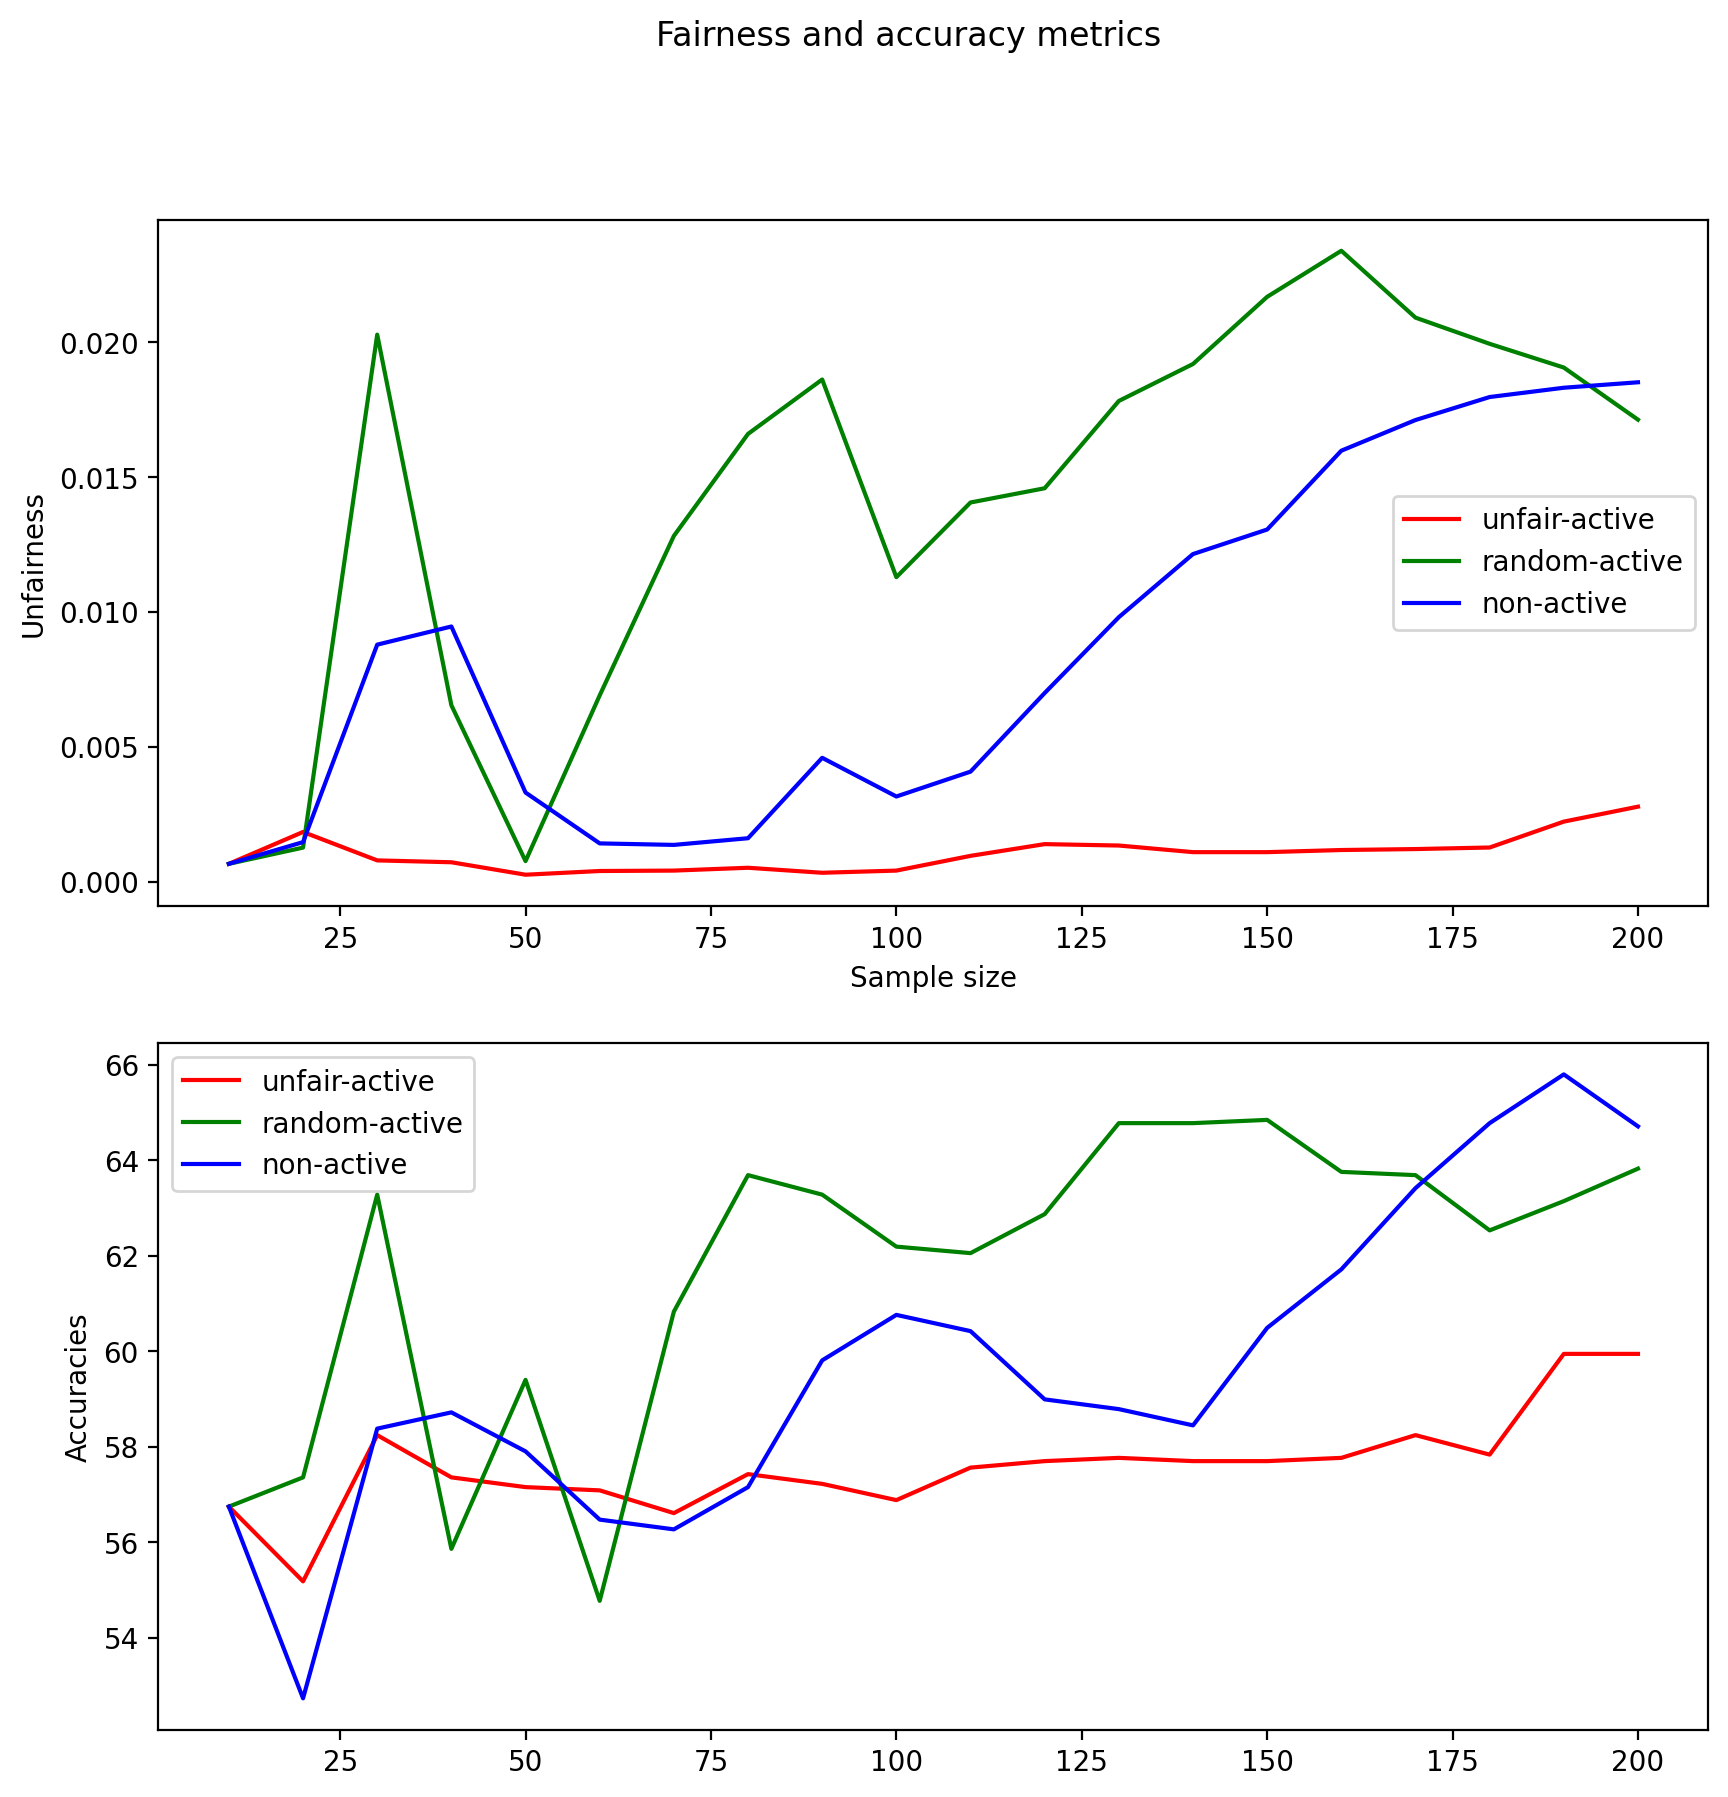 Fairness and accuracy metrics
0.020
0.015
0.010
0.005
0.000
Unfairness
unfair-active
random-active
non-active
25 50 75 100 125 150 175 200
Sample size
66
64
62
60
58
56
54
Accuracies
unfair-active
random-active
non-active
25 50 75 100 125 150 175 200